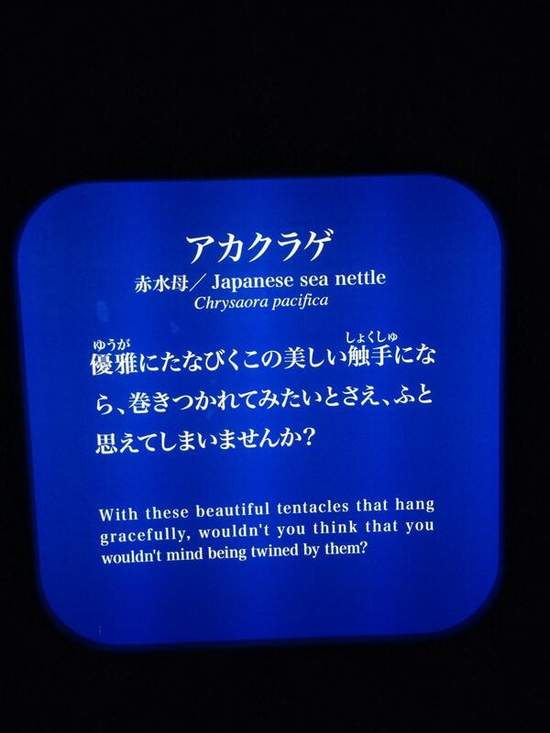 アカクラゲ
赤水母／Japanese sea nettle
Chrysaora pacifica
ゆうが しょくしゅ
優雅にたなびくこの美しい触手にな
ら、巻きつかれてみたいとさえ、ふと
思えてしまいませんか？
With these beautiful tentacles that hang
gracefully, wouldn't you think that you
wouldn't mind being twined by them?